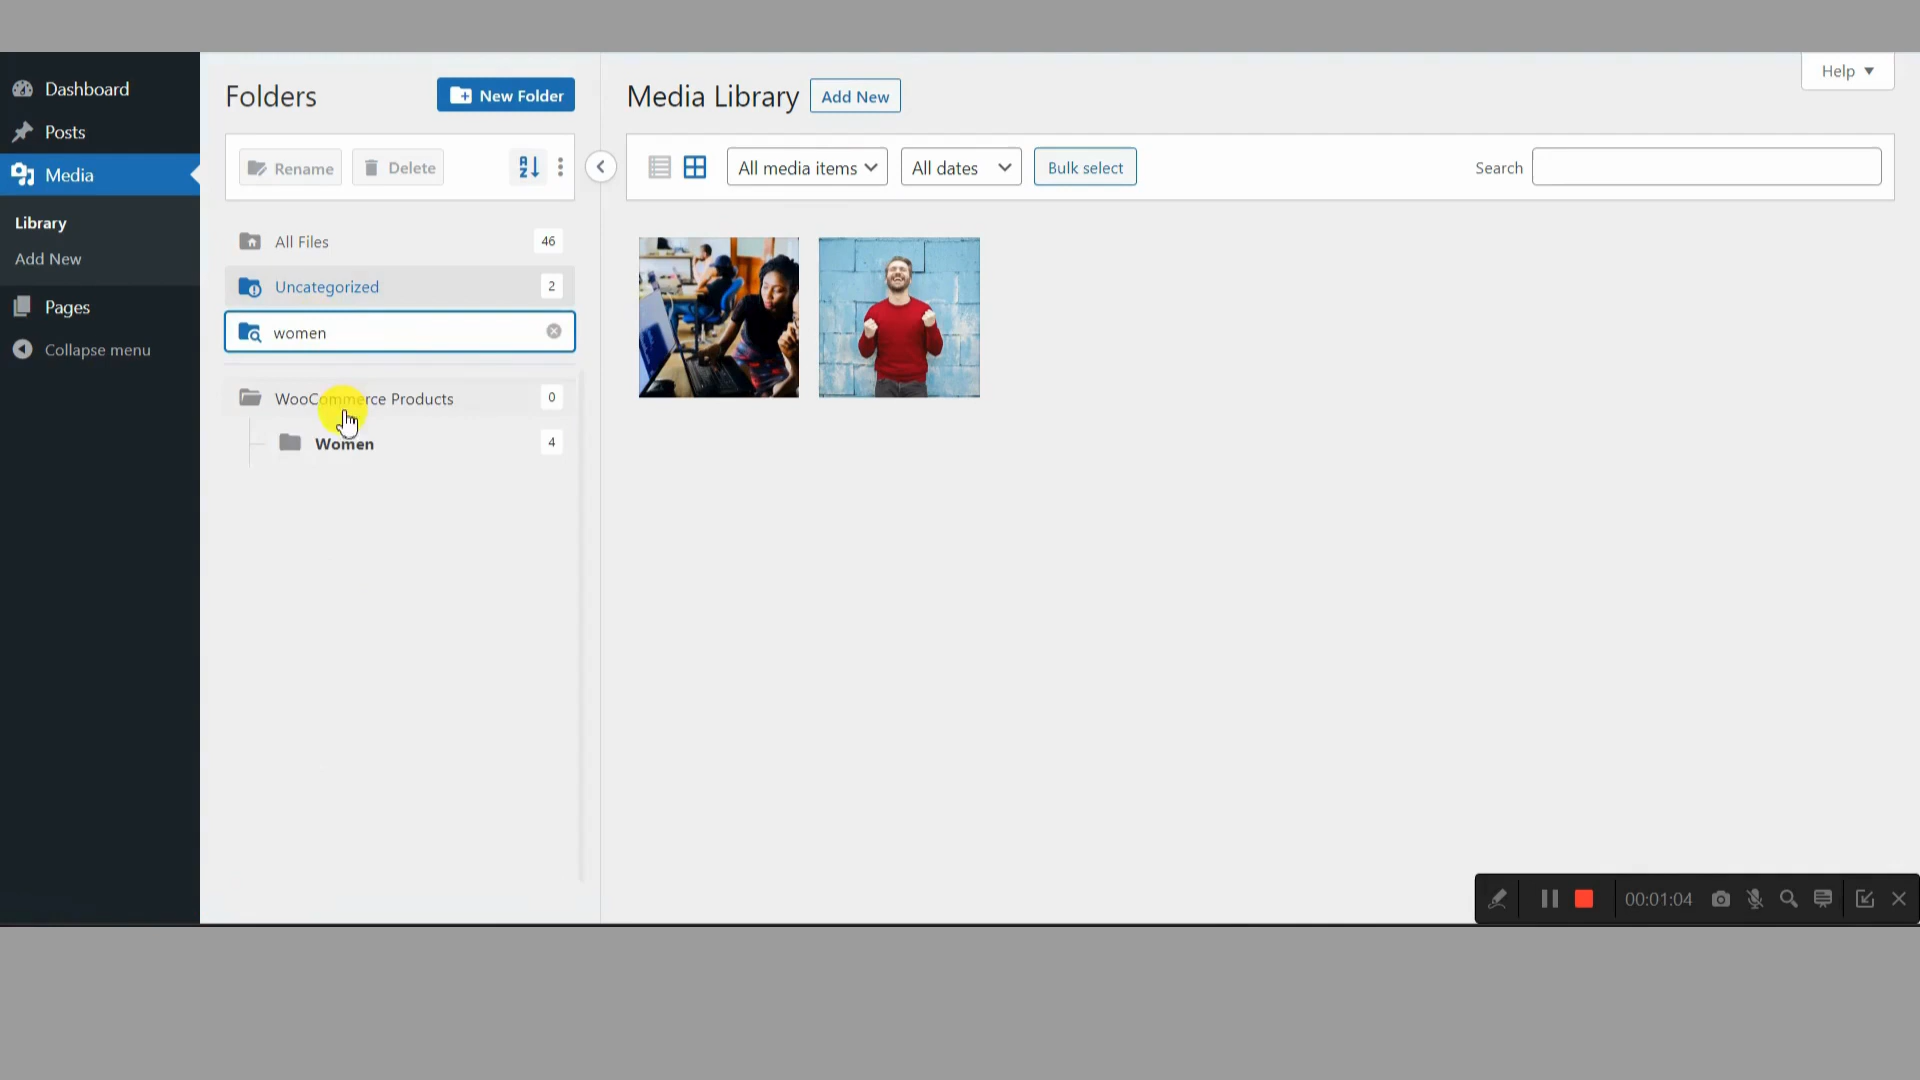 Dashboard
Posts
Media
Library
Add New
Pages
Collapse menu
Folders
New Folder
Rename
Delete
A
Z
All Files 46
Uncategorized 2
women
WooCommerce Products 0
Women 4
Media Library Add New
Help
All media items All dates Bulk select
Search
00:01:04